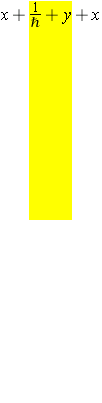 x + 1/ℏ + y + x